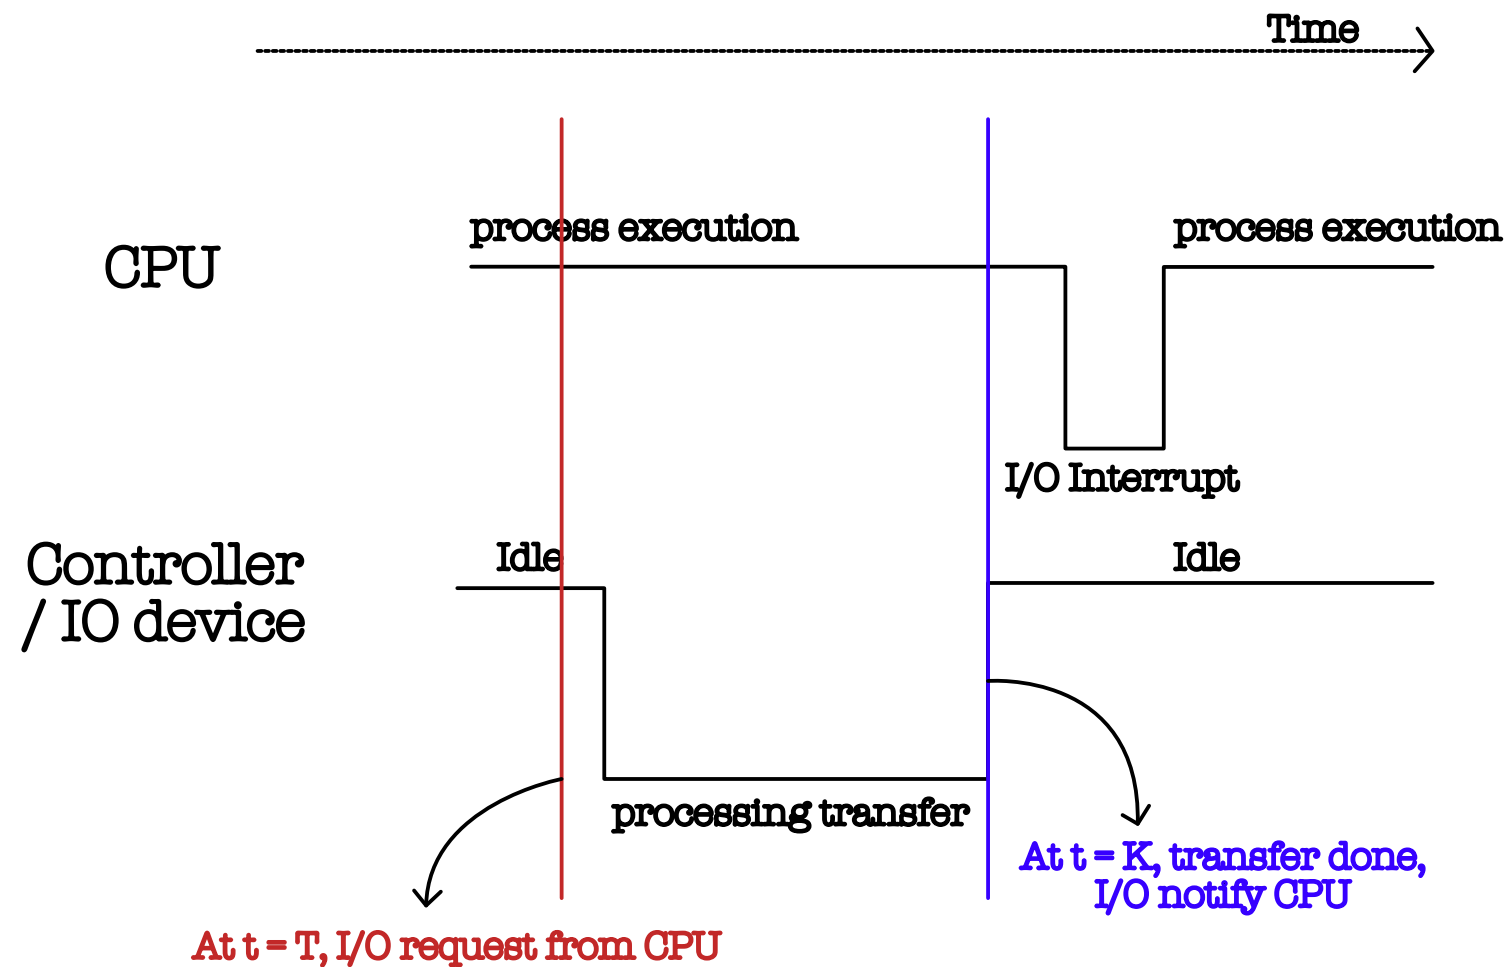 Time
process execution
process execution
CPU
I/O Interrupt
Idle
Idle
Controller
/ IO device
processing transfer
At t = K, transfer done,
I/O notify CPU
At t = T, I/O request from CPU